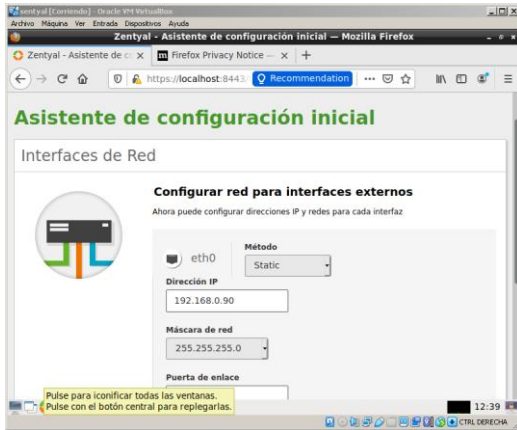 sentyal [Corriendo] - Oracle VM VirtualBox
Archivo Máquina Ver Entrada Dispositivos Ayuda
Zentyal - Asistente de configuración inicial — Mozilla Firefox
Zentyal - Asistente de c
Firefox Privacy Notice —
https://localhost:8443
Recommendation
Asistente de configuración inicial
Interfaces de Red
Configurar red para interfaces externos
Ahora puede configurar direcciones IP y redes para cada interfaz
eth0
Método
Static
Dirección IP
192.168.0.90
Máscara de red
255.255.255.0
Puerta de enlace
Pulse para iconificar todas las ventanas.
Pulse con el botón central para replegarlas.
12:39
CTRL DERECHA